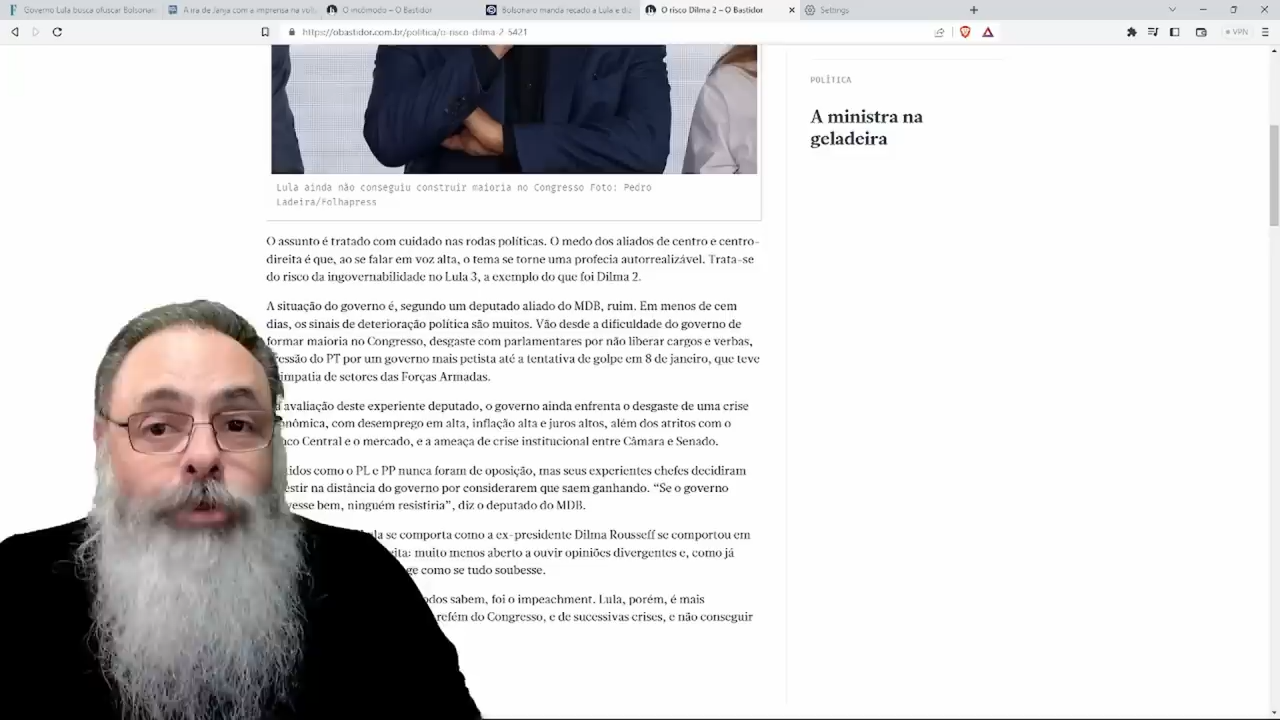 Governo Lula busca ofuscar Bolsonaro
A ira de Janja com a imprensa na volt
O incômodo – O Bastidor
Bolsonaro manda recado a Lula e diz
O risco Dilma 2 – O Bastidor
Settings
https://obastidor.com.br/politica/o-risco-dilma-2-5421
VPN
POLÍTICA
A ministra na
geladeira
Lula ainda não conseguiu construir maioria no Congresso Foto: Pedro
Ladeira/Folhapress
O assunto é tratado com cuidado nas rodas políticas. O medo dos aliados de centro e centro-
direita é que, ao se falar em voz alta, o tema se torne uma profecia autorrealizável. Trata-se
do risco da ingovernabilidade no Lula 3, a exemplo do que foi Dilma 2.
A situação do governo é, segundo um deputado aliado do MDB, ruim. Em menos de cem
dias, os sinais de deterioração política são muitos. Vão desde a dificuldade do governo de
formar maioria no Congresso, desgaste com parlamentares por não liberar cargos e verbas,
ressão do PT por um governo mais petista até a tentativa de golpe em 8 de janeiro, que teve
impatia de setores das Forças Armadas.
avaliação deste experiente deputado, o governo ainda enfrenta o desgaste de uma crise
onômica, com desemprego em alta, inflação alta e juros altos, além dos atritos com o
nco Central e o mercado, e a ameaça de crise institucional entre Câmara e Senado.
idos como o PL e PP nunca foram de oposição, mas seus experientes chefes decidiram
estir na distância do governo por considerarem que saem ganhando. “Se o governo
vesse bem, ninguém resistiria”, diz o deputado do MDB.
la se comporta como a ex-presidente Dilma Rousseff se comportou em
eita: muito menos aberto a ouvir opiniões divergentes e, como já
ge como se tudo soubesse.
odos sabem, foi o impeachment. Lula, porém, é mais
refém do Congresso, e de sucessivas crises, e não conseguir